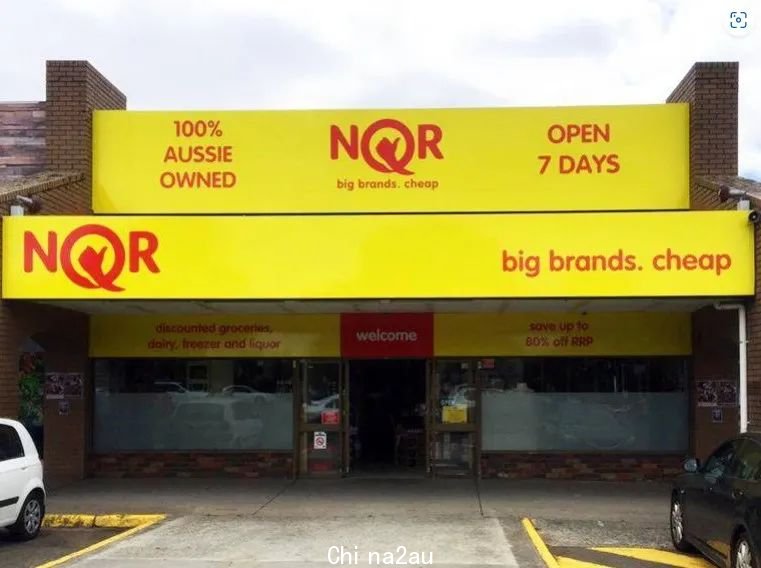 100%
AUSSIE
OWNED
NQR
big brands. cheap
OPEN
7 DAYS
NQR
big brands. cheap
discounted groceries,
dairy, freezer and liquor
welcome
save up to
80% off RRP
OPEN
Chi na2au